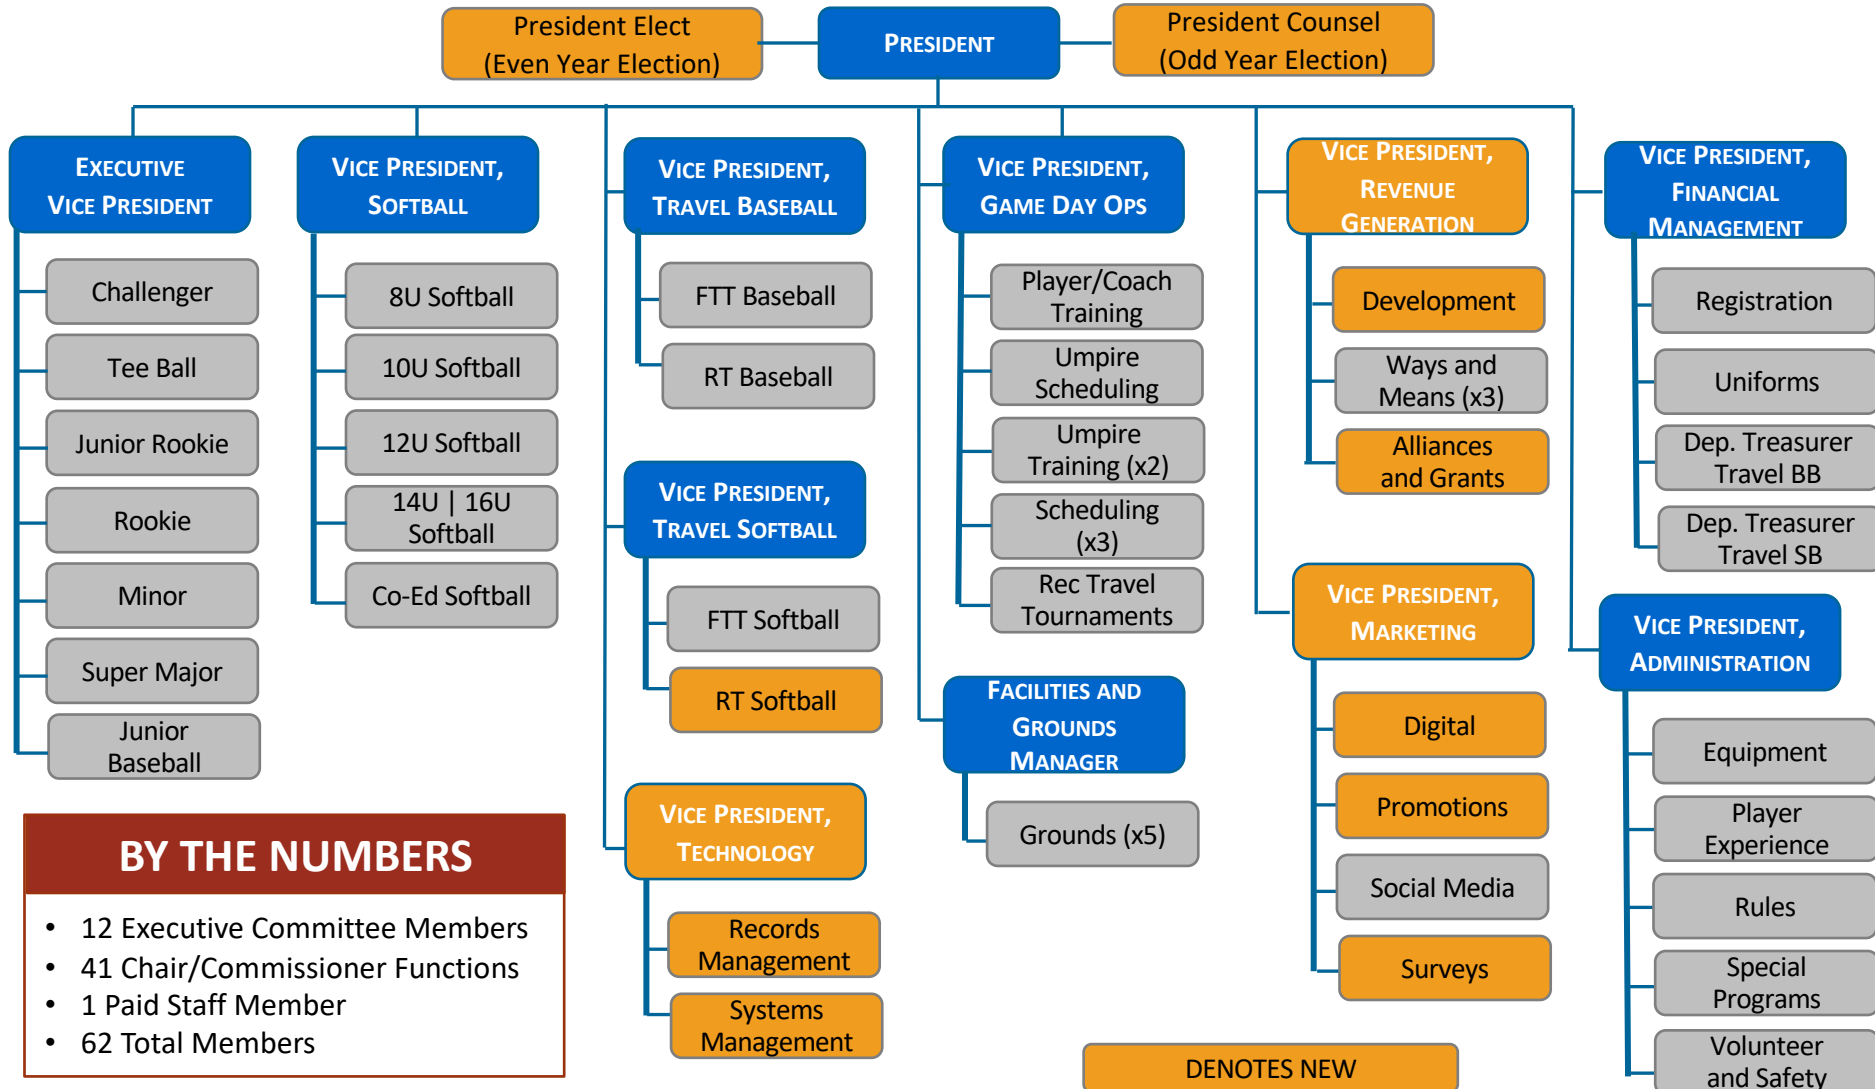 President Elect
(Even Year Election)
PRESIDENT
President Counsel
(Odd Year Election)
EXECUTIVE
VICE PRESIDENT
Challenger
Tee Ball
Junior Rookie
Rookie
Minor
Super Major
Junior
Baseball
VICE PRESIDENT,
SOFTBALL
8U Softball
10U Softball
12U Softball
14U | 16U
Softball
Co-Ed Softball
VICE PRESIDENT,
TRAVEL BASEBALL
FTT Baseball
RT Baseball
VICE PRESIDENT,
TRAVEL SOFTBALL
FTT Softball
RT Softball
VICE PRESIDENT,
TECHNOLOGY
Records
Management
Systems
Management
VICE PRESIDENT,
GAME DAY OPS
Player/Coach
Training
Umpire
Scheduling
Umpire
Training (x2)
Scheduling
(x3)
Rec Travel
Tournaments
FACILITIES AND
GROUNDS
MANAGER
Grounds (x5)
VICE PRESIDENT,
REVENUE
GENERATION
Development
Ways and
Means (x3)
Alliances
and Grants
VICE PRESIDENT,
MARKETING
Digital
Promotions
Social Media
Surveys
VICE PRESIDENT,
FINANCIAL
MANAGEMENT
Registration
Uniforms
Dep. Treasurer
Travel BB
Dep. Treasurer
Travel SB
VICE PRESIDENT,
ADMINISTRATION
Equipment
Player
Experience
Rules
Special
Programs
Volunteer
and Safety
BY THE NUMBERS
• 12 Executive Committee Members
• 41 Chair/Commissioner Functions
• 1 Paid Staff Member
• 62 Total Members
DENOTES NEW